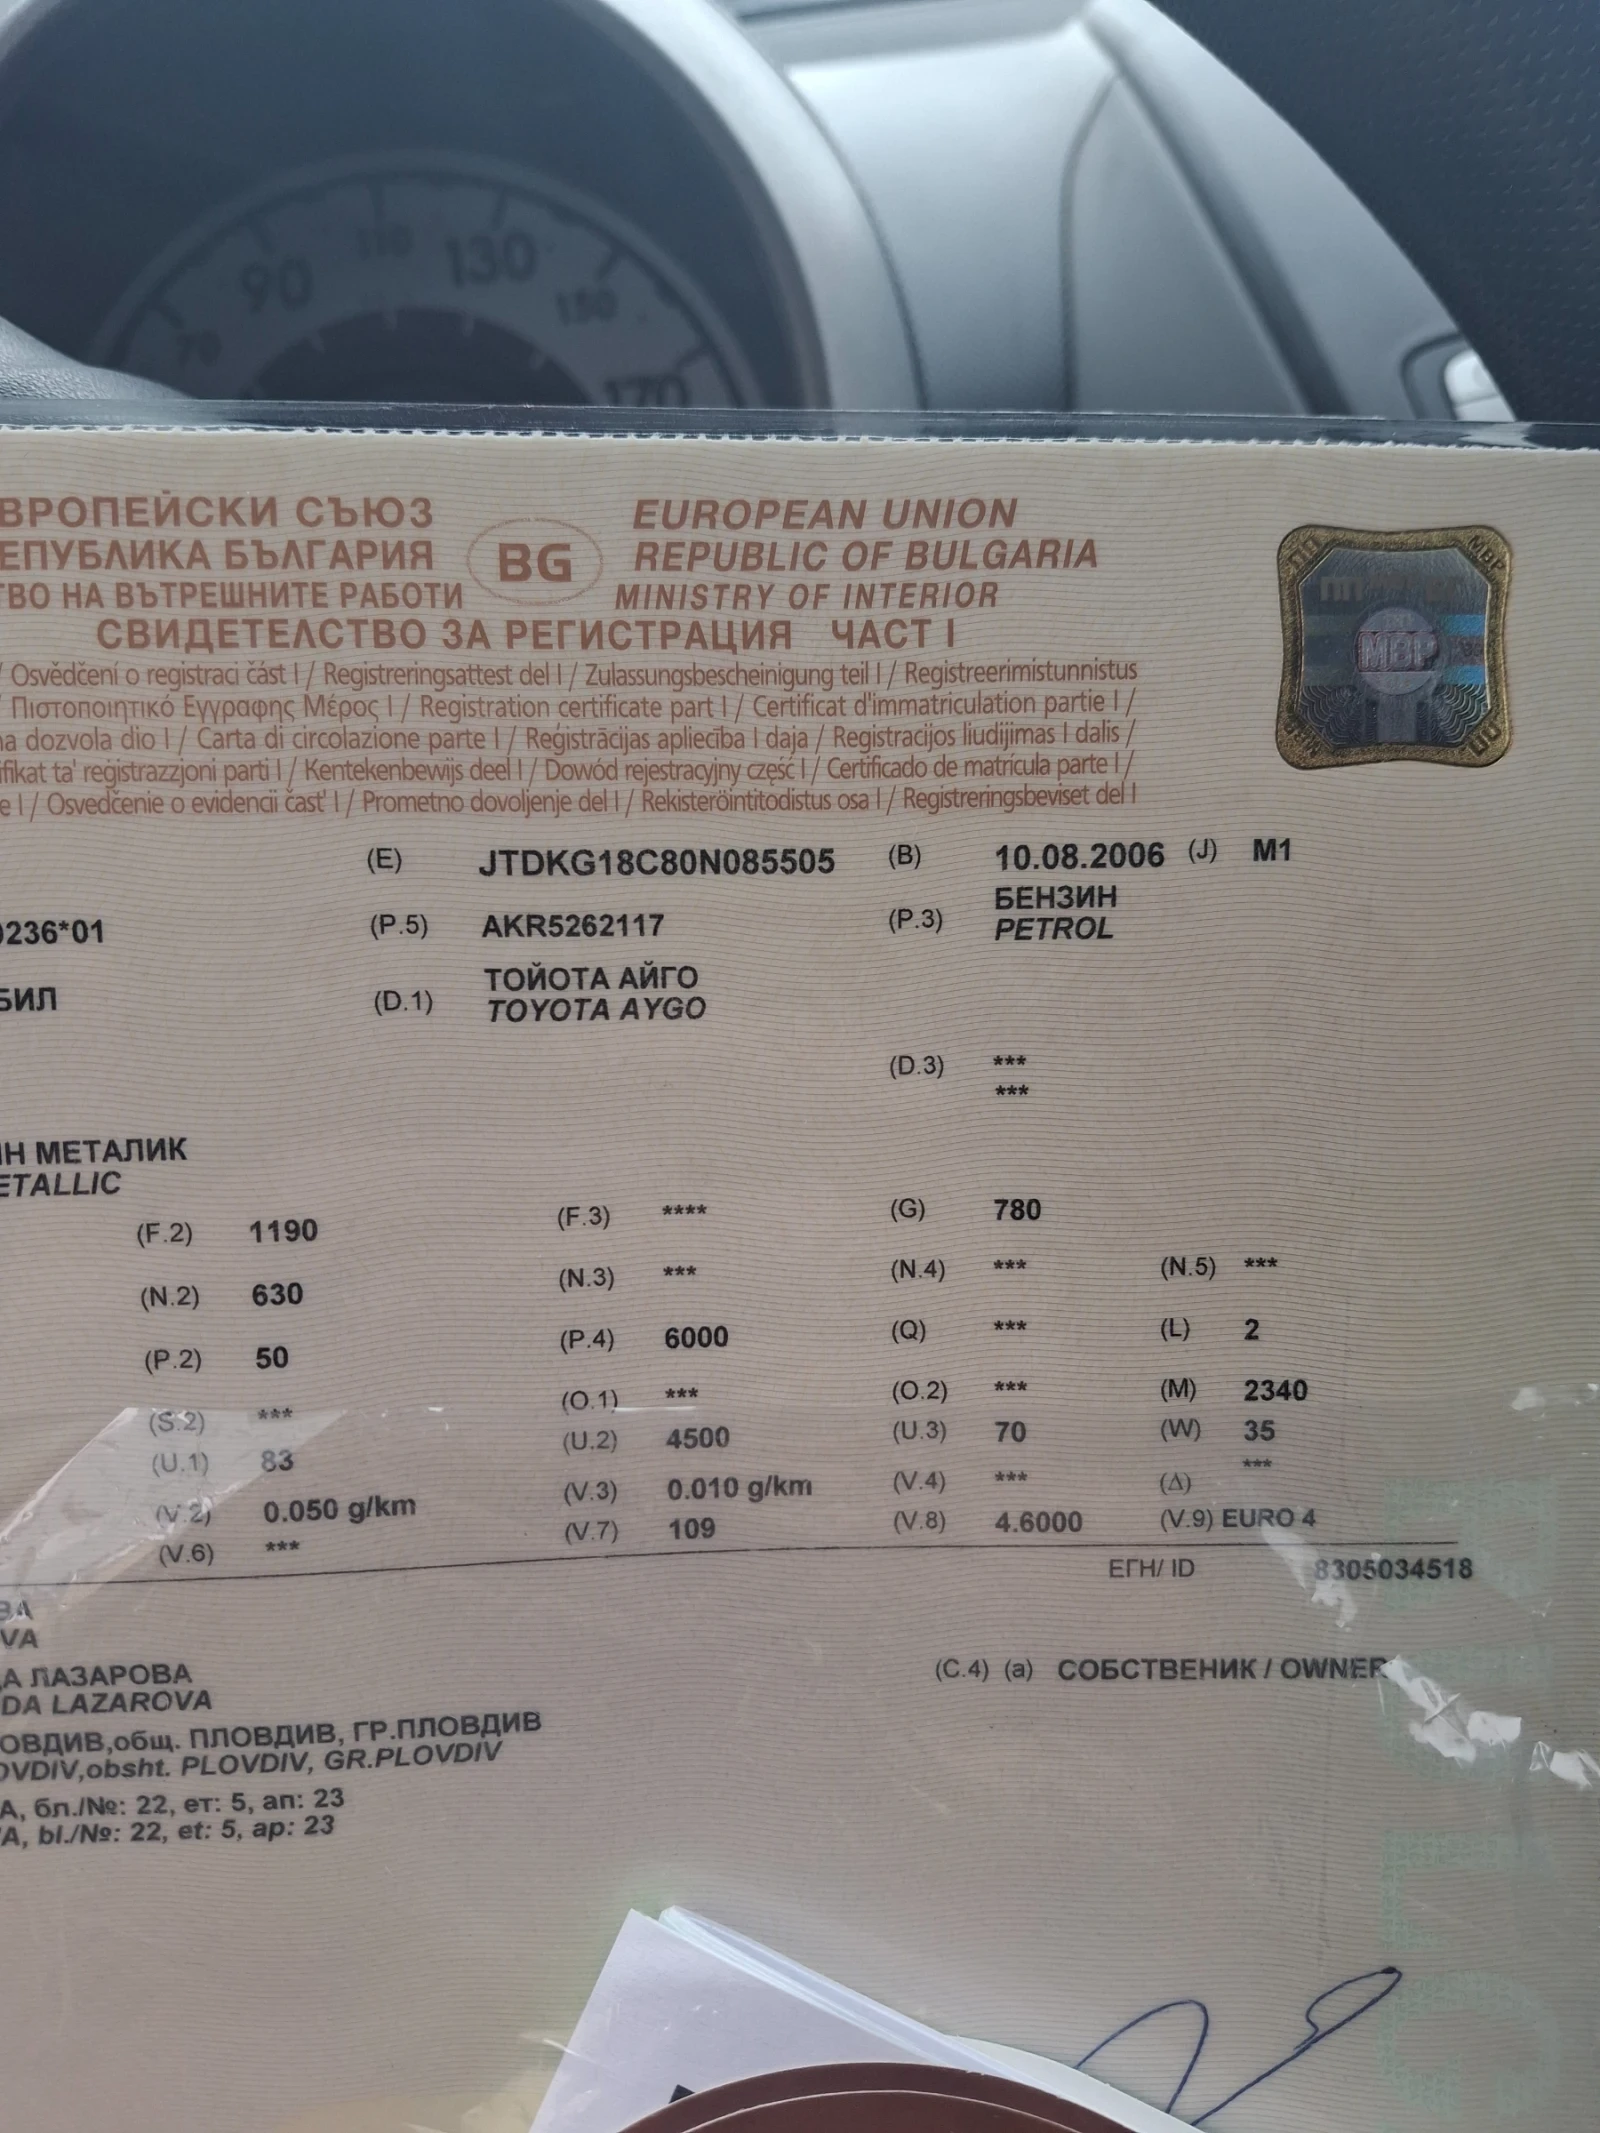 90 110 130 150
70 170
ВРОПЕЙСКИ СЪЮЗ EUROPEAN UNION
ЕПУБЛИКА БЪЛГАРИЯ BG REPUBLIC OF BULGARIA
ТВО НА ВЪТРЕШНИТЕ РАБОТИ MINISTRY OF INTERIOR
СВИДЕТЕЛСТВО ЗА РЕГИСТРАЦИЯ ЧАСТ I
/ Osvědčení o registraci část I / Registreringsattest del I / Zulassungsbescheinigung teil I / Registreerimistunnistus
/ Πιστοποιητικό Εγγραφης Μέρος I / Registration certificate part I / Certificat d'immatriculation partie I /
na dozvola dio I / Carta di circolazione parte I / Reģistrācijas apliecība I daja / Registracijos liudijimas I dalis /
ifikat ta' reġistrazzjoni parti I / Kentekenbewijs deel I / Dowód rejestracyjny część I / Certificado de matrícula parte I /
e I / Osvedčenie o evidencii časť I / Prometno dovoljenje del I / Rekisteröintitodistus osa I / Registreringsbeviset del I
МВР
(E) JTDKG18C80N085505 (B) 10.08.2006 (J) M1
0236*01 (P.5) AKR5262117 (P.3) БЕНЗИН
PETROL
БИЛ (D.1) ТОЙОТА АЙГО
TOYOTA AYGO
(D.3) ***
***
ИН МЕТАЛИК
ETALLIC
(F.2) 1190 (F.3) **** (G) 780
(N.2) 630 (N.3) *** (N.4) *** (N.5) ***
(P.2) 50 (P.4) 6000 (Q) *** (L) 2
(S.2) *** (O.1) *** (O.2) *** (M) 2340
(U.1) 83 (U.2) 4500 (U.3) 70 (W) 35
(V.2) 0.050 g/km (V.3) 0.010 g/km (V.4) *** (Δ) ***
(V.6) *** (V.7) 109 (V.8) 4.6000 (V.9) EURO 4
ЕГН/ ID 8305034518
ВА
VA
ДА ЛАЗАРОВА (C.4) (a) СОБСТВЕНИК / OWNER
DA LAZAROVA
ОВДИВ,общ. ПЛОВДИВ, ГР.ПЛОВДИВ
OVDIV,obsht. PLOVDIV, GR.PLOVDIV
А, бл./№: 22, ет: 5, ап: 23
A, bl./№: 22, et: 5, ap: 23